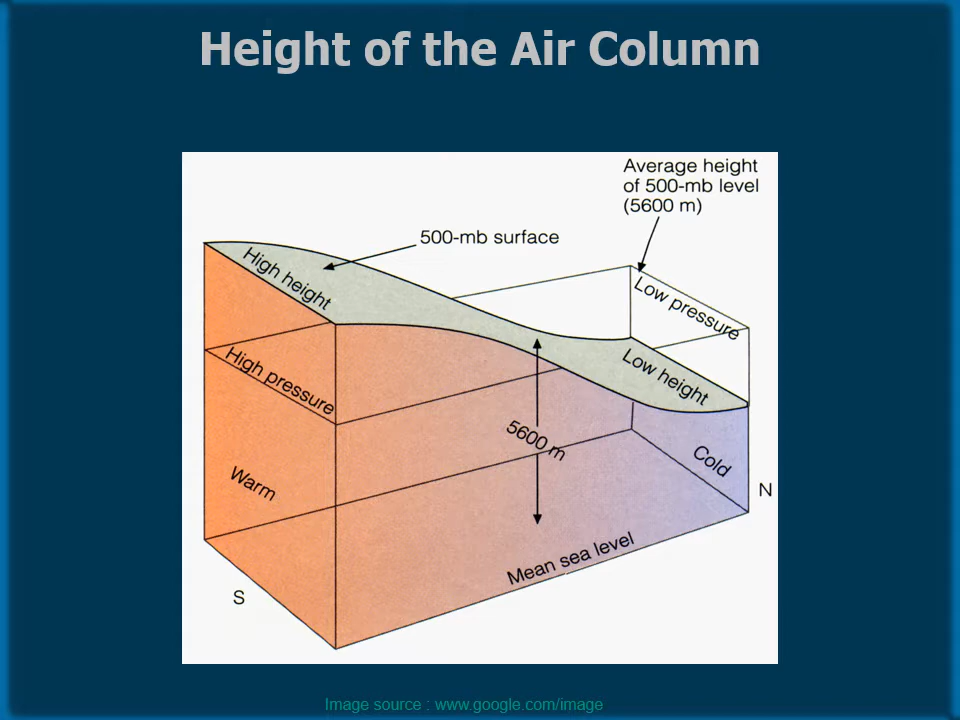 Height of the Air Column
Average height
of 500-mb level
(5600 m)
500-mb surface
High height
Low pressure
High pressure
Low height
5600 m
Warm
Cold
N
Mean sea level
S
Image source : www.google.com/image